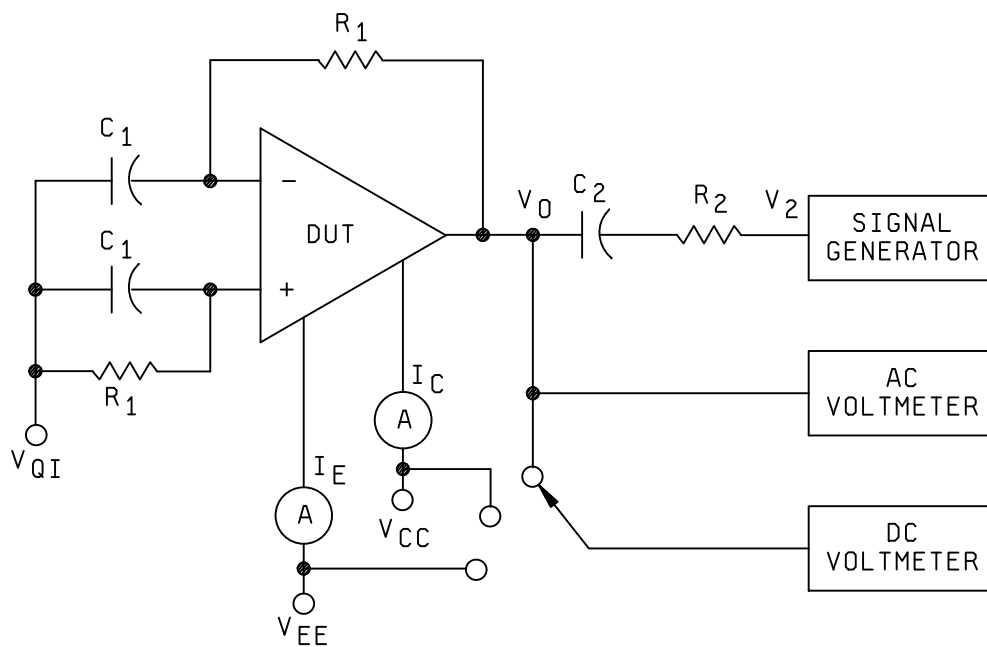 R1
C1
−
DUT
C1
+
R1
VQI
IC
A
IE
A
VCC
VEE
VO
C2
R2
V2
SIGNAL
GENERATOR
AC
VOLTMETER
DC
VOLTMETER